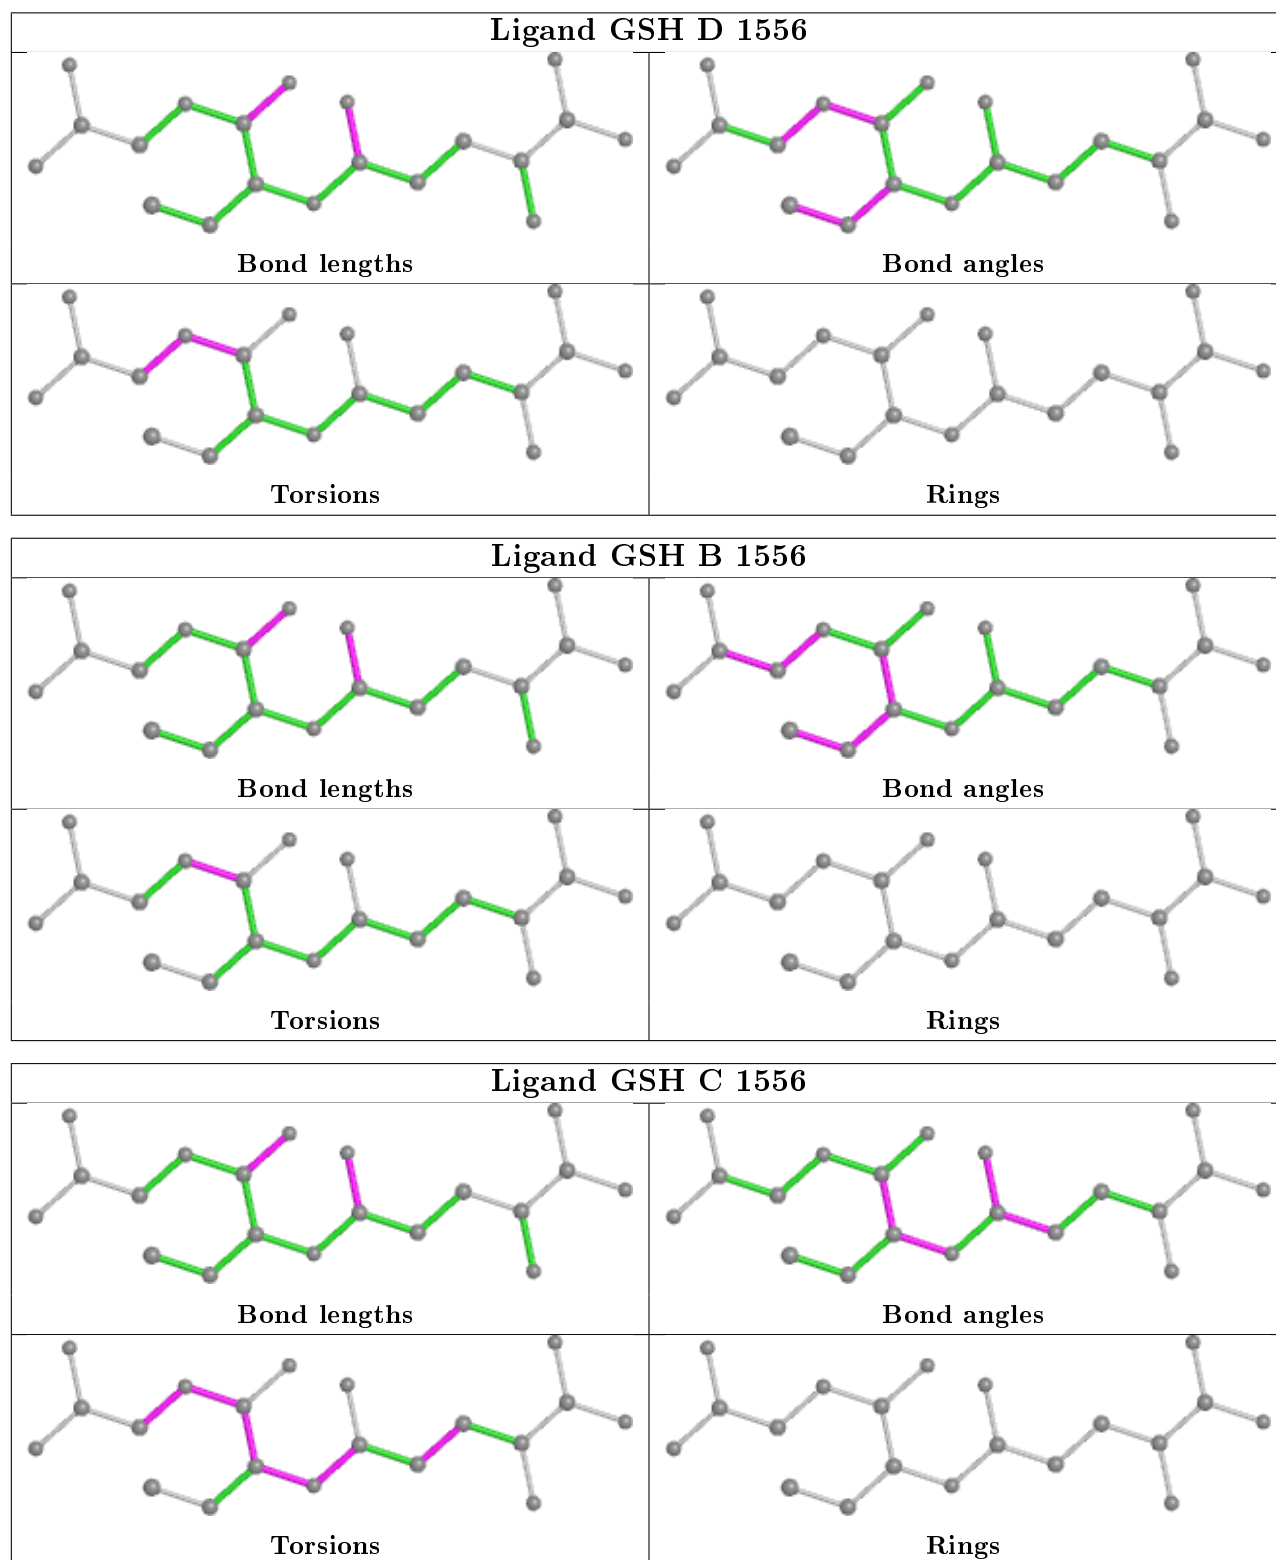 Ligand GSH D 1556
Bond lengths
Bond angles
Torsions
Rings
Ligand GSH B 1556
Bond lengths
Bond angles
Torsions
Rings
Ligand GSH C 1556
Bond lengths
Bond angles
Torsions
Rings